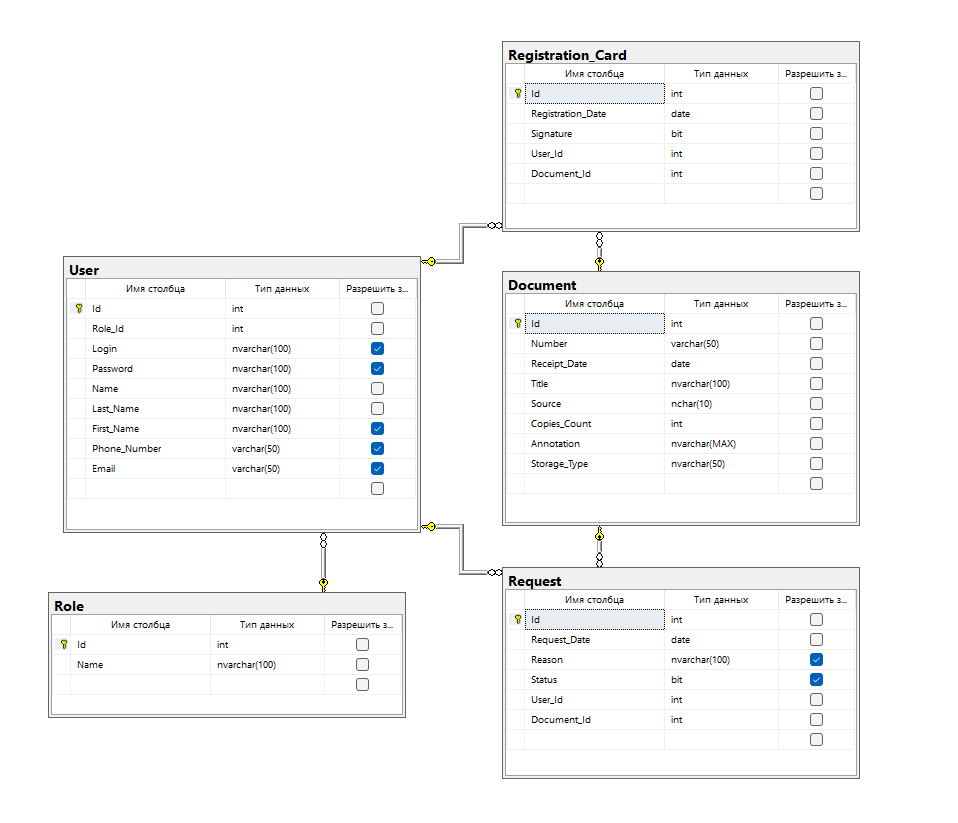 Registration_Card
Имя столбца Тип данных Разрешить з...
Id int
Registration_Date date
Signature bit
User_Id int
Document_Id int
User
Имя столбца Тип данных Разрешить з...
Id int
Role_Id int
Login nvarchar(100)
Password nvarchar(100)
Name nvarchar(100)
Last_Name nvarchar(100)
First_Name nvarchar(100)
Phone_Number varchar(50)
Email varchar(50)
Document
Имя столбца Тип данных Разрешить з...
Id int
Number varchar(50)
Receipt_Date date
Title nvarchar(100)
Source nchar(10)
Copies_Count int
Annotation nvarchar(MAX)
Storage_Type nvarchar(50)
Role
Имя столбца Тип данных Разрешить з...
Id int
Name nvarchar(100)
Request
Имя столбца Тип данных Разрешить з...
Id int
Request_Date date
Reason nvarchar(100)
Status bit
User_Id int
Document_Id int